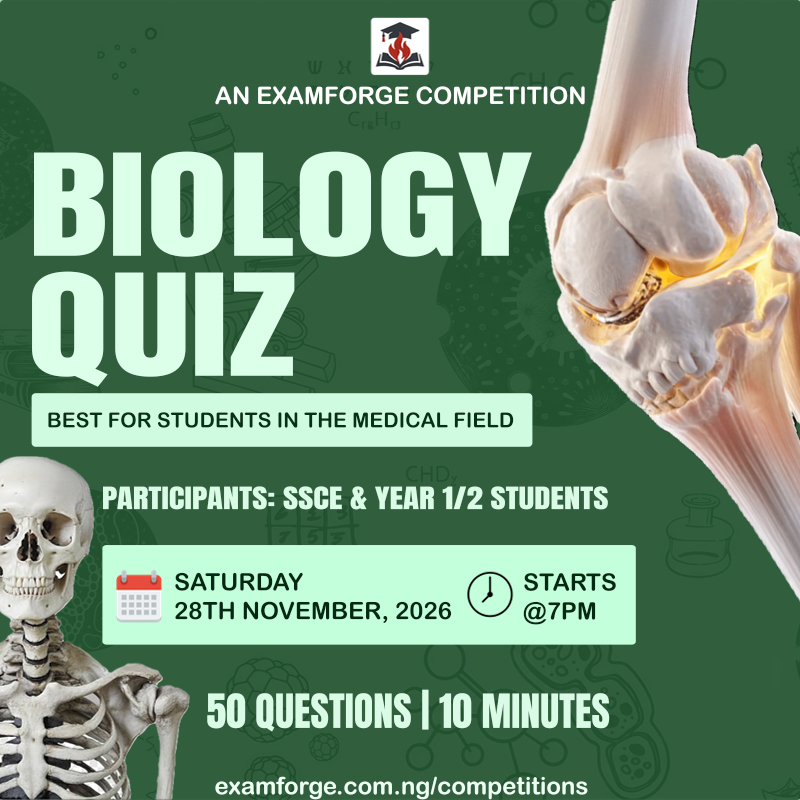 AN EXAMFORGE COMPETITION
BIOLOGY
QUIZ
BEST FOR STUDENTS IN THE MEDICAL FIELD
PARTICIPANTS: SSCE & YEAR 1/2 STUDENTS
SATURDAY
28TH NOVEMBER, 2026
STARTS
@7PM
50 QUESTIONS | 10 MINUTES
examforge.com.ng/competitions